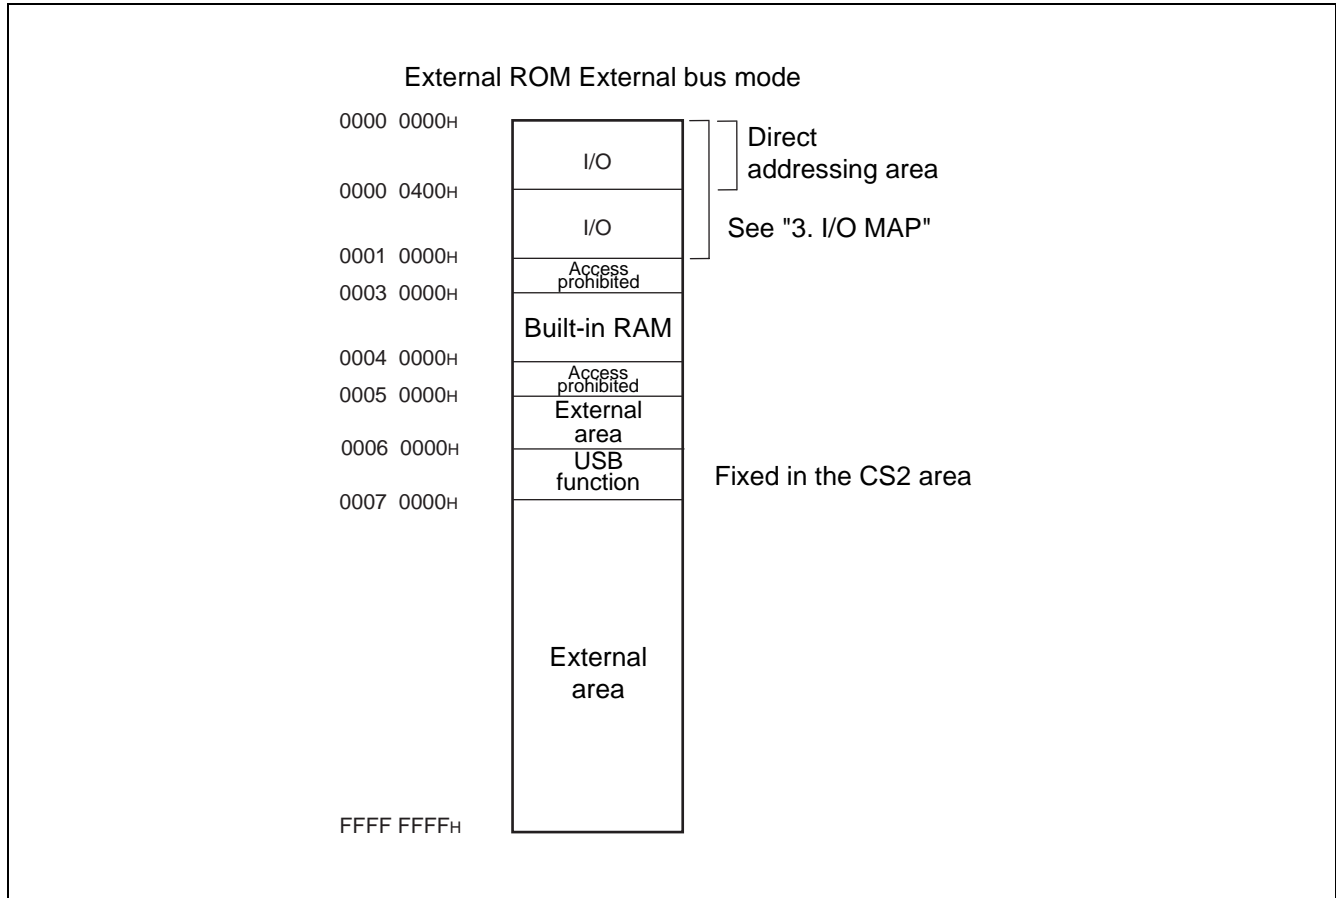 External ROM External bus mode
0000 0000H
I/O
Direct
addressing area
0000 0400H
I/O
See "3. I/O MAP"
0001 0000H
Access
prohibited
0003 0000H
Built-in RAM
0004 0000H
Access
prohibited
0005 0000H
External
area
0006 0000H
USB
function
Fixed in the CS2 area
0007 0000H
External
area
FFFF FFFFH